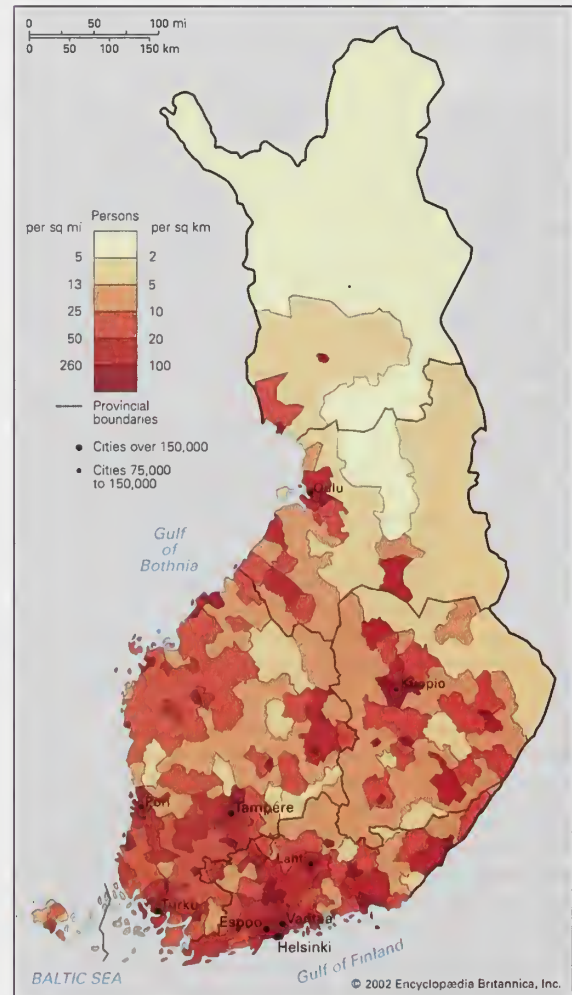 0 50 100 mi
0 50 100 150 km
Persons
per sq mi per sq km
5 2
13 5
25 10
50 20
260 100
Provincial
boundaries
Cities over 150,000
Cities 75,000
to 150,000
Oulu
Gulf
of
Bothnia
Kuopio
Pori
Tampere
Lahti
Turku
Espoo
Vantaa
Helsinki
Gulf of Finland
BALTIC SEA
© 2002 Encyclopædia Britannica, Inc.